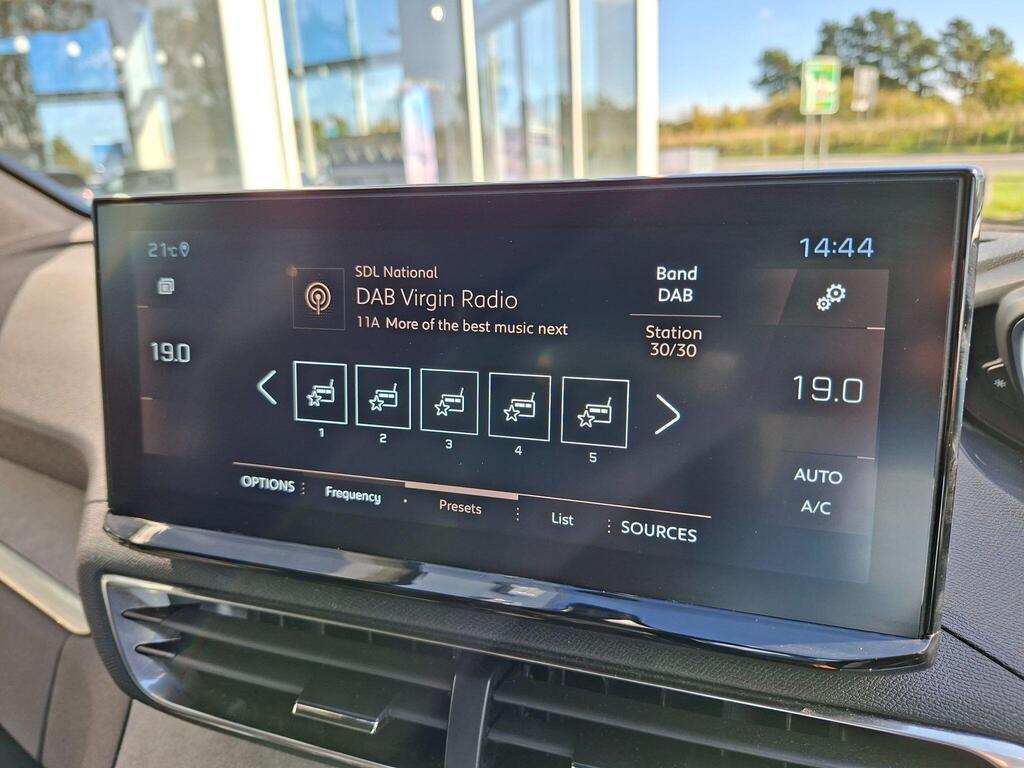 21°C
14:44
SDL National
DAB Virgin Radio
11A More of the best music next
Band
DAB
Station
30/30
19.0
19.0
1 2 3 4 5
AUTO
A/C
OPTIONS Frequency Presets List SOURCES